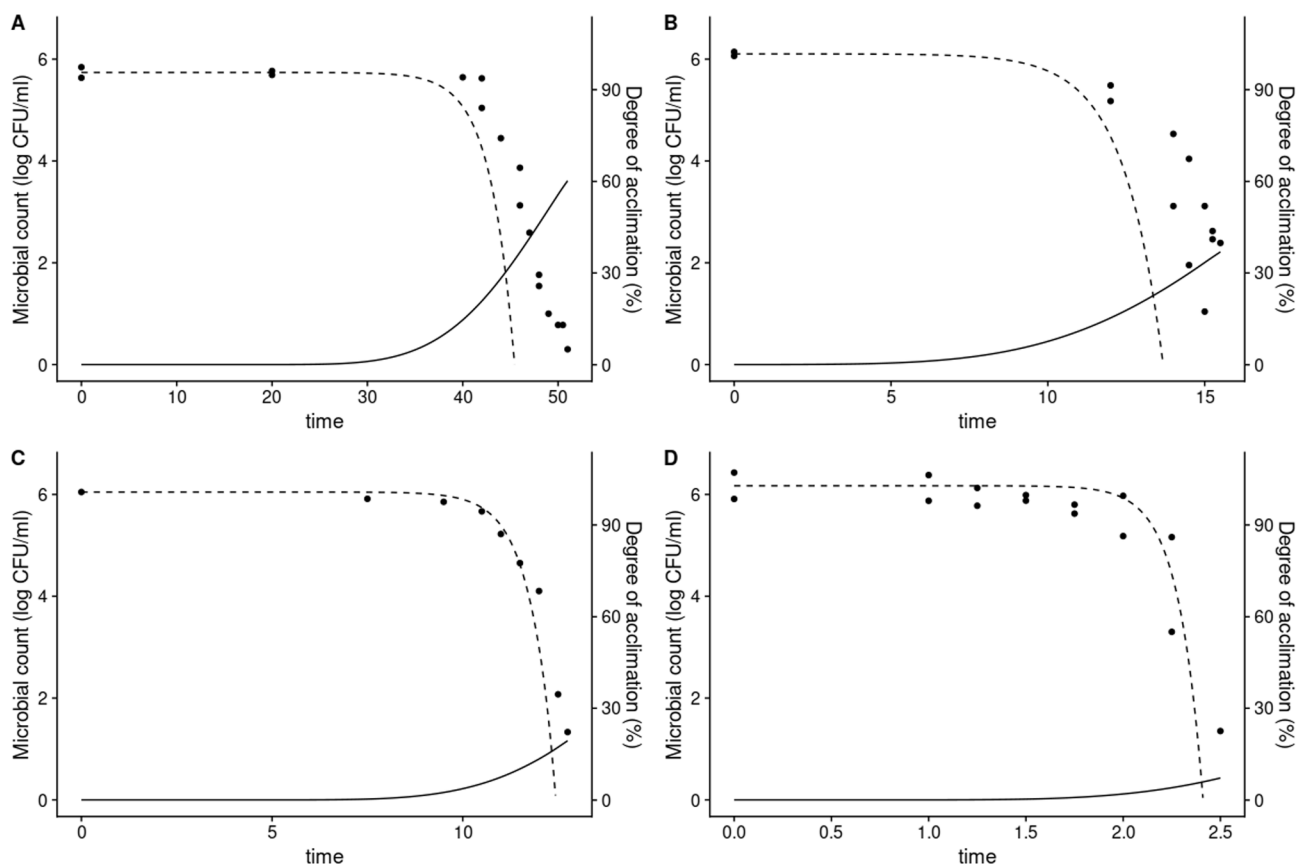 A
Microbial count (log CFU/ml)
6
4
2
0
90
60
30
0
Degree of acclimation (%)
0 10 20 30 40 50
time
B
Microbial count (log CFU/ml)
6
4
2
0
90
60
30
0
Degree of acclimation (%)
0 5 10 15
time
C
Microbial count (log CFU/ml)
6
4
2
0
90
60
30
0
Degree of acclimation (%)
0 5 10
time
D
Microbial count (log CFU/ml)
6
4
2
0
90
60
30
0
Degree of acclimation (%)
0.0 0.5 1.0 1.5 2.0 2.5
time